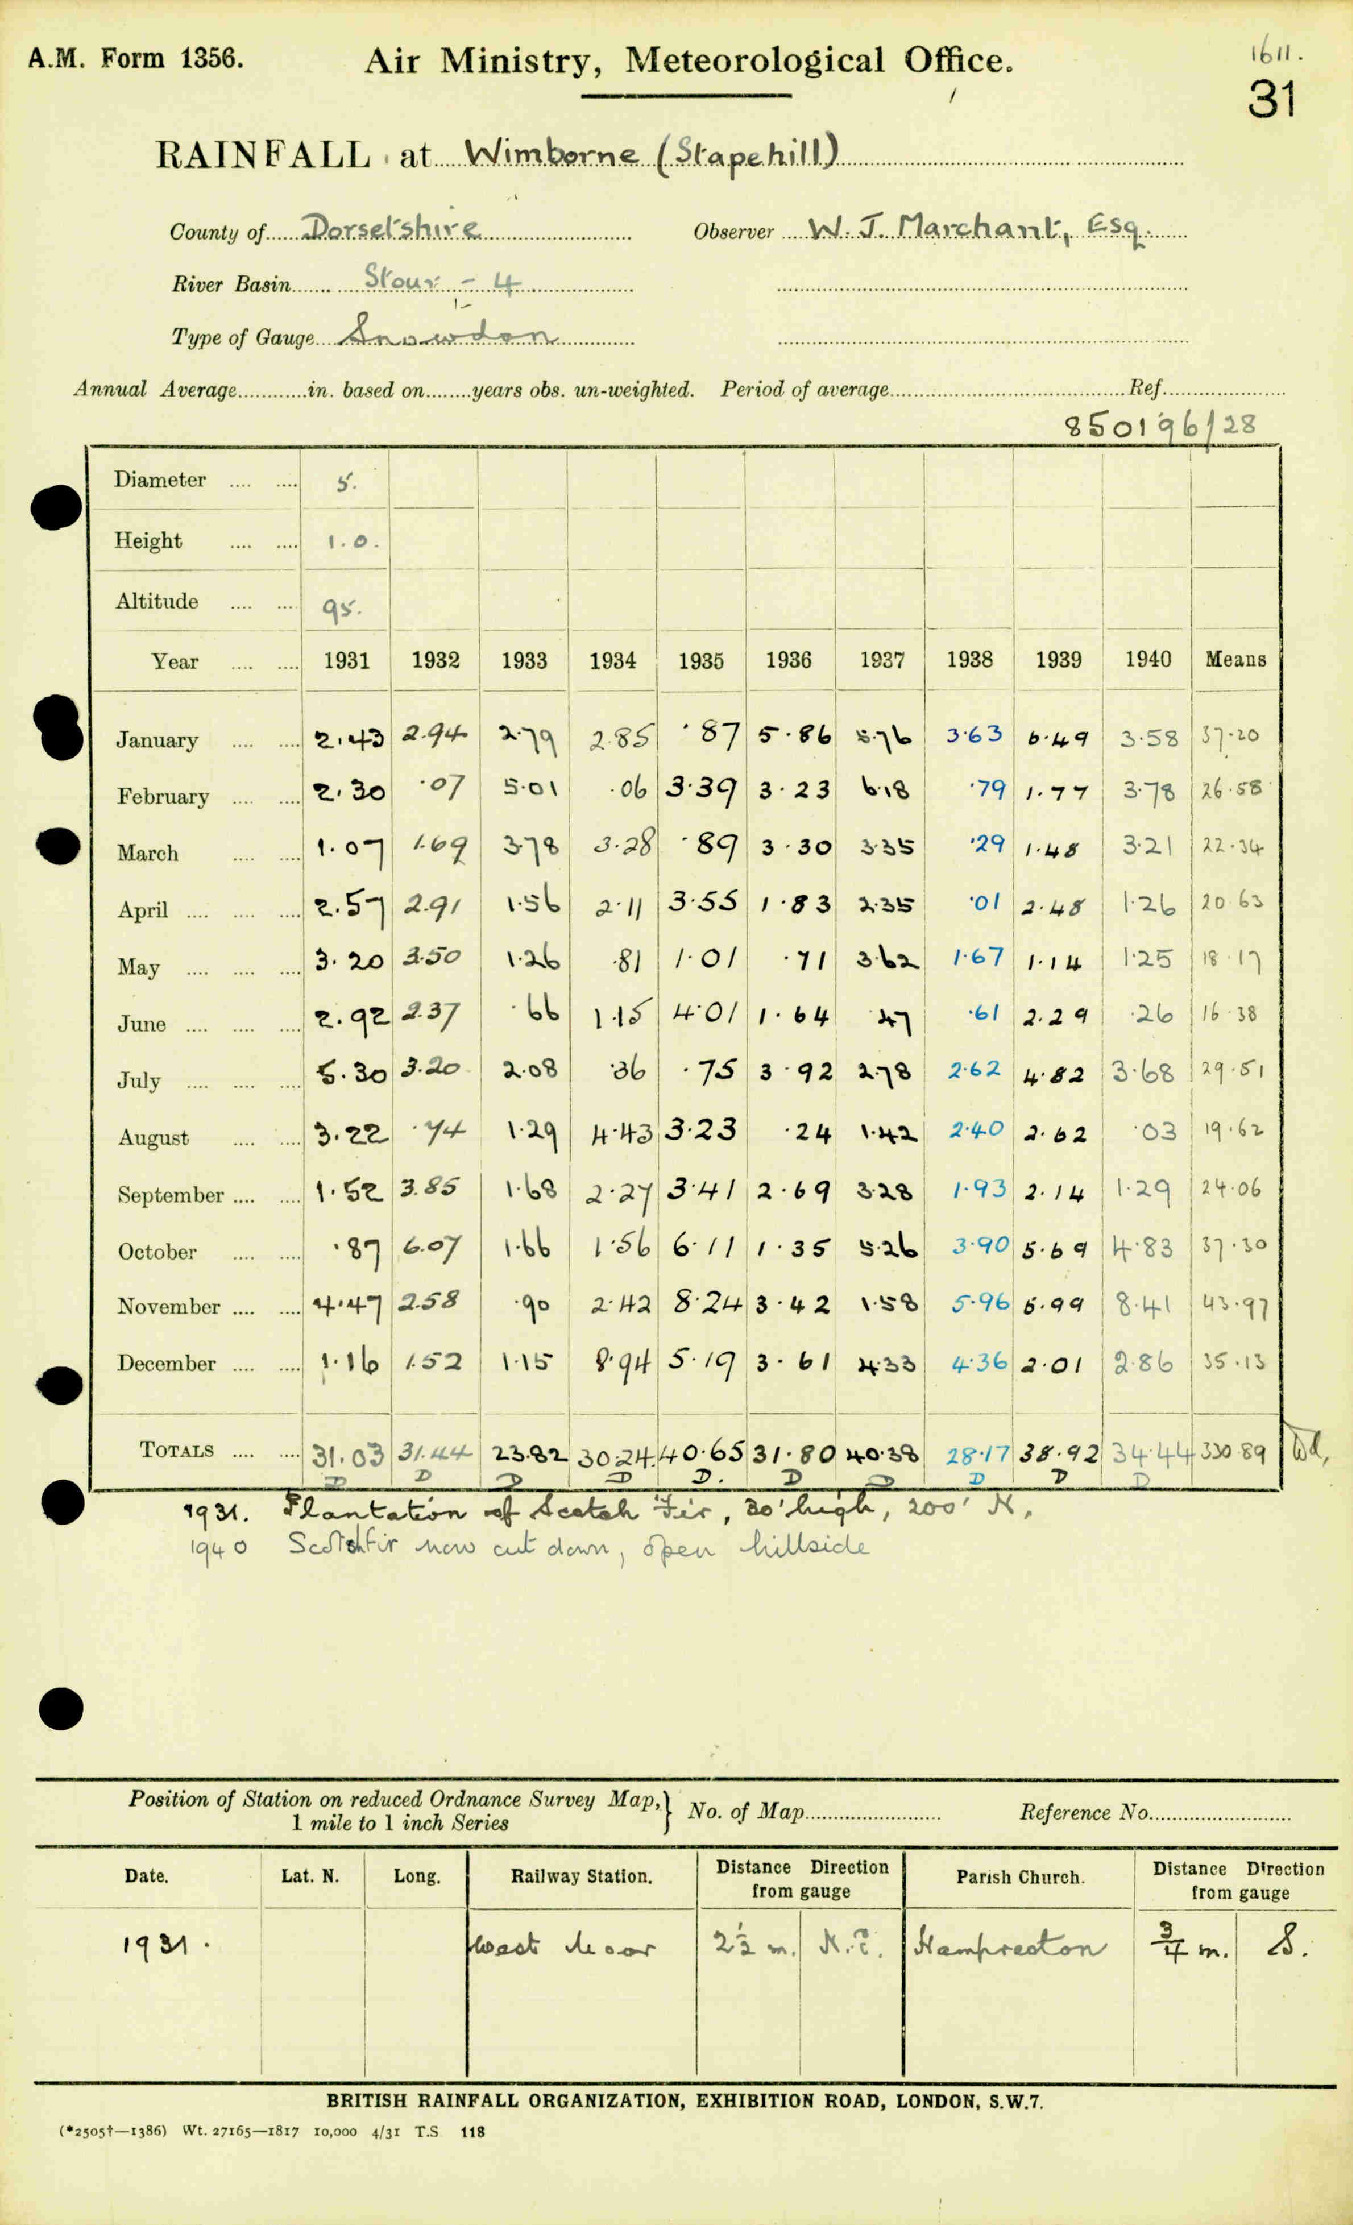 A.M. Form 1356.
Air Ministry, Meteorological Office.
1611.
31
RAINFALL at Wimborne (Stapehill)
County of Dorsetshire Observer W. J. Marchant, Esq.
River Basin Stour - 4
Type of Gauge Snowdon
Annual Average in. based on years obs. un-weighted. Period of average Ref.
850196/28
Diameter 5.
Height 1.0.
Altitude 95.
Year 1931 1932 1933 1934 1935 1936 1937 1938 1939 1940 Means
January 2.43 2.94 2.79 2.85 .87 5.86 5.76 3.63 6.49 3.58 37.20
February 2.30 .07 5.01 .06 3.39 3.23 6.18 .79 1.77 3.78 26.58
March 1.07 1.69 3.78 3.28 .89 3.30 3.35 .29 1.48 3.21 22.34
April 2.57 2.91 1.56 2.11 3.55 1.83 2.35 .01 2.48 1.26 20.63
May 3.20 3.50 1.26 .81 1.01 .71 3.62 1.67 1.14 1.25 18.17
June 2.92 2.37 .66 1.15 4.01 1.64 .47 .61 2.29 .26 16.38
July 5.30 3.20 2.08 .36 .75 3.92 2.78 2.62 4.82 3.68 29.51
August 3.22 .74 1.29 4.43 3.23 .24 1.42 2.40 2.62 .03 19.62
September 1.52 3.85 1.68 2.27 3.41 2.69 3.28 1.93 2.14 1.29 24.06
October .87 6.07 1.66 1.56 6.11 1.35 5.26 3.90 5.69 4.83 37.30
November 4.47 2.58 .90 2.42 8.24 3.42 1.58 5.96 5.99 8.41 43.97
December 1.16 1.52 1.15 8.94 5.19 3.61 4.33 4.36 2.01 2.86 35.13
TOTALS 31.03 31.44 23.82 30.24 40.65 31.80 40.38 28.17 38.92 34.44 330.89
D D D D D. D D D D D
1931. Plantation of Scotch Fir, 30' high, 200' N.
1940 Scotch fir now cut down, open hillside
Position of Station on reduced Ordnance Survey Map, No. of Map Reference No.
1 mile to 1 inch Series
Date. Lat. N. Long. Railway Station. Distance Direction from gauge Parish Church. Distance Direction from gauge
1931. West Moor 2½ m. N.E. Hampreston ¾ m. S.
BRITISH RAINFALL ORGANIZATION, EXHIBITION ROAD, LONDON, S.W.7.
(*2505†—1386) Wt. 27165—1817 10,000 4/31 T.S. 118